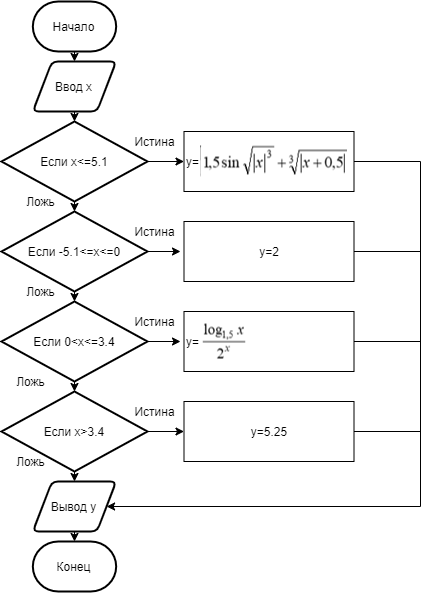 Начало
Ввод x
Если x<=5.1
Истина
y= 1,5 sin √|x|³ + ∛|x + 0,5|
Ложь
Если -5.1<=x<=0
Истина
y=2
Ложь
Если 0<x<=3.4
Истина
y= log₁,₅ x / 2ˣ
Ложь
Если x>3.4
Истина
y=5.25
Ложь
Вывод y
Конец